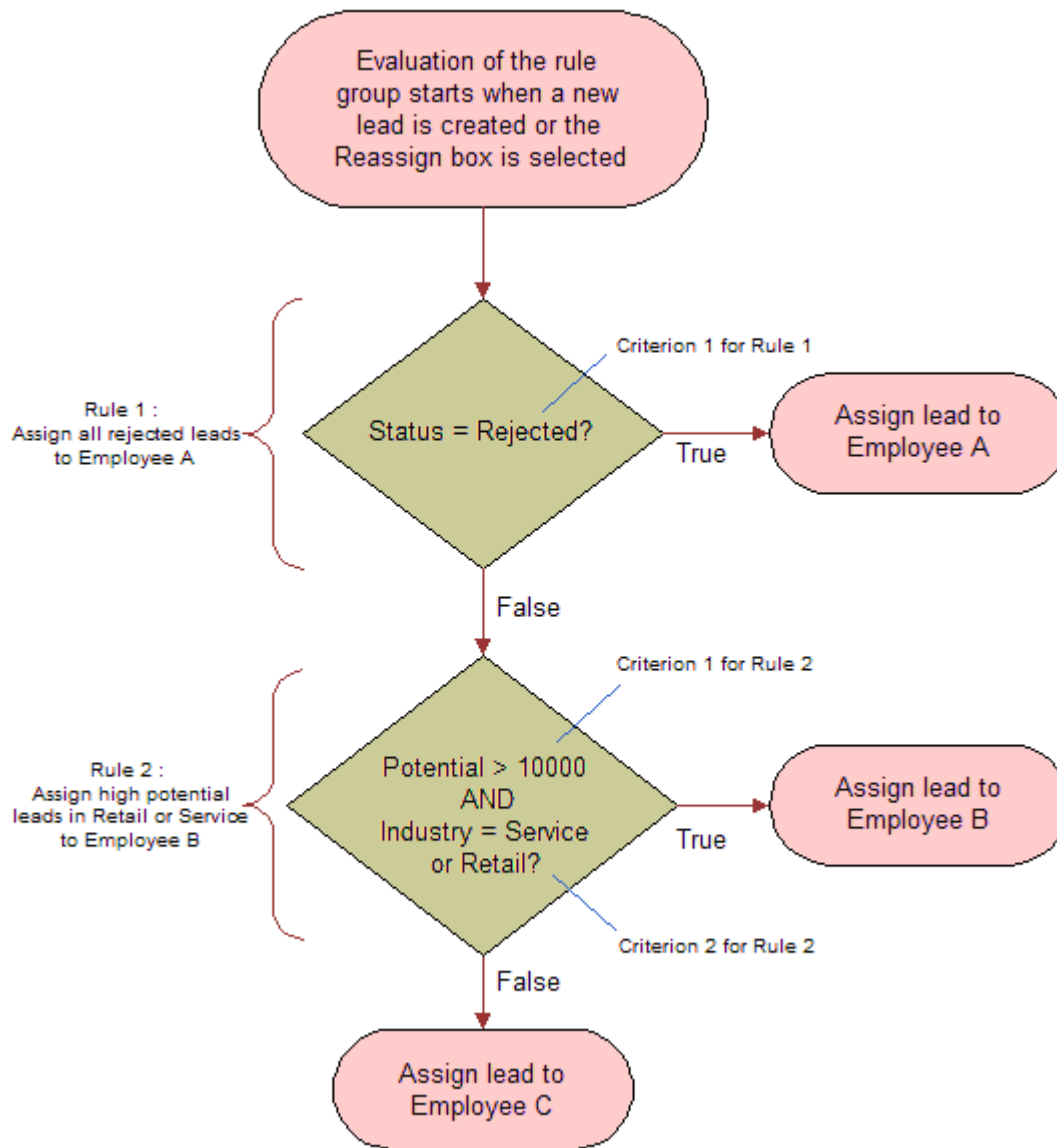 Evaluation of the rule
group starts when a new
lead is created or the
Reassign box is selected
Criterion 1 for Rule 1
Rule 1 :
Assign all rejected leads
to Employee A
Status = Rejected?
True
Assign lead to
Employee A
False
Criterion 1 for Rule 2
Rule 2 :
Assign high potential
leads in Retail or Service
to Employee B
Potential > 10000
AND
Industry = Service
or Retail?
True
Assign lead to
Employee B
Criterion 2 for Rule 2
False
Assign lead to
Employee C